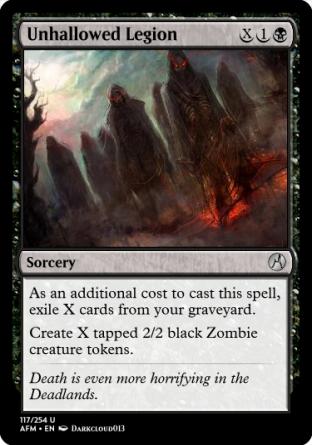 Unhallowed Legion X 1
Sorcery
As an additional cost to cast this spell,
exile X cards from your graveyard.
Create X tapped 2/2 black Zombie
creature tokens.
Death is even more horrifying in the
Deadlands.
117/254 U
AFM • EN Darkcloud013